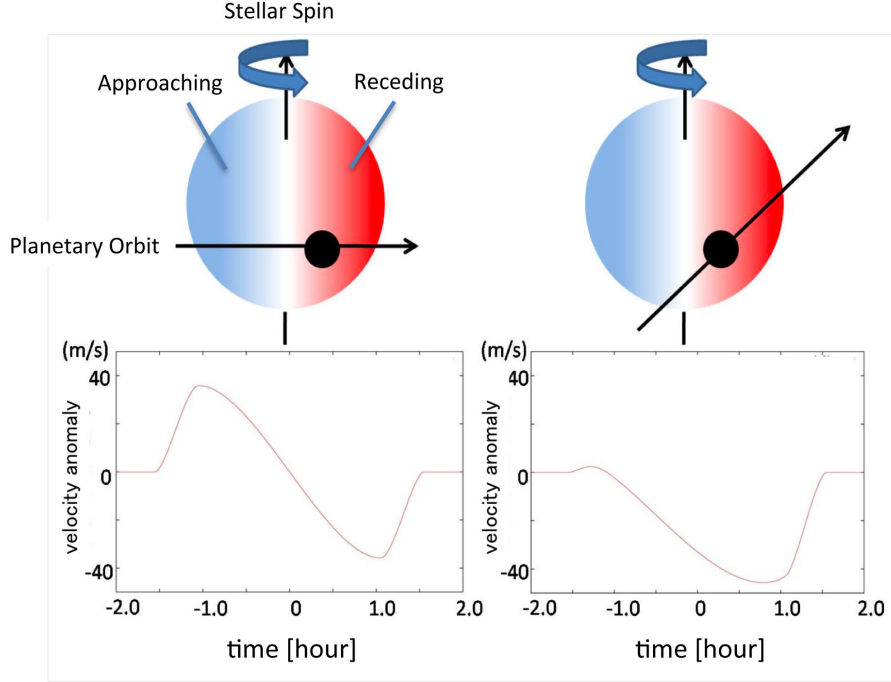 Stellar Spin
Approaching
Receding
Planetary Orbit
(m/s)
40
0
-40
velocity anomaly
-2.0 -1.0 0 1.0 2.0
time [hour]
(m/s)
40
0
-40
velocity anomaly
-2.0 -1.0 0 1.0 2.0
time [hour]